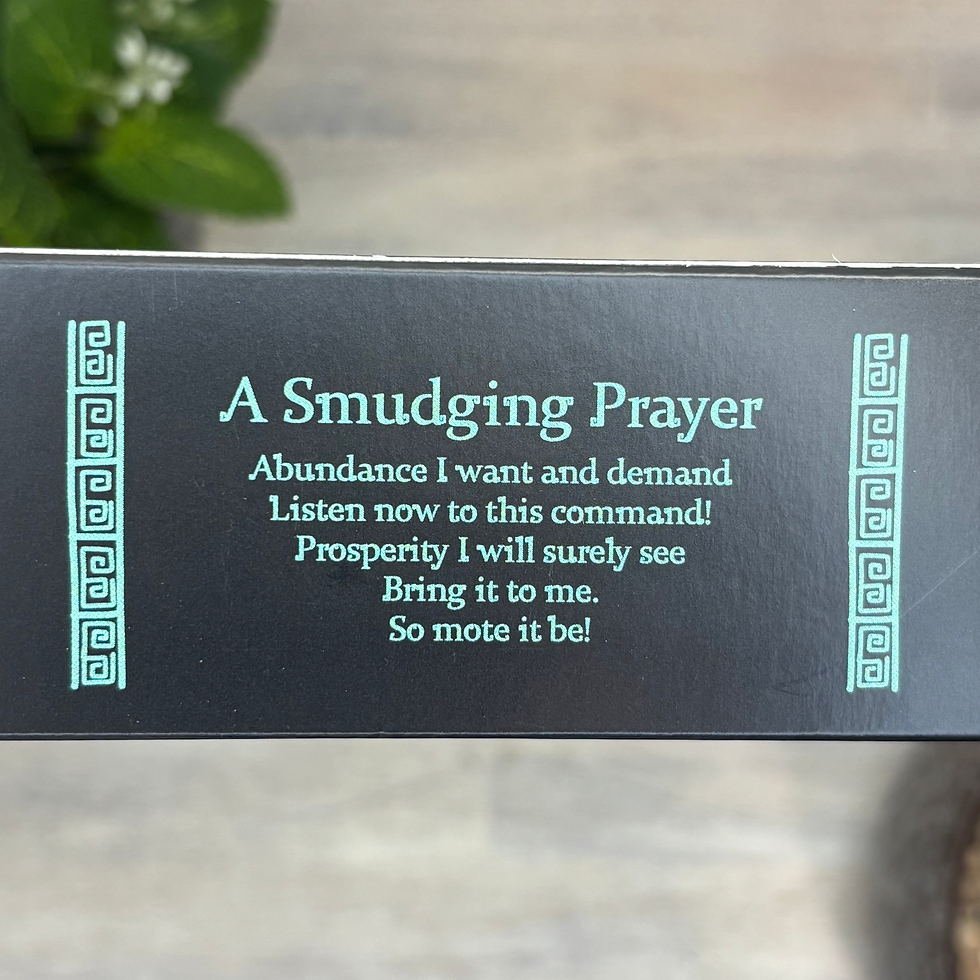 A Smudging Prayer
Abundance I want and demand
Listen now to this command!
Prosperity I will surely see
Bring it to me.
So mote it be!